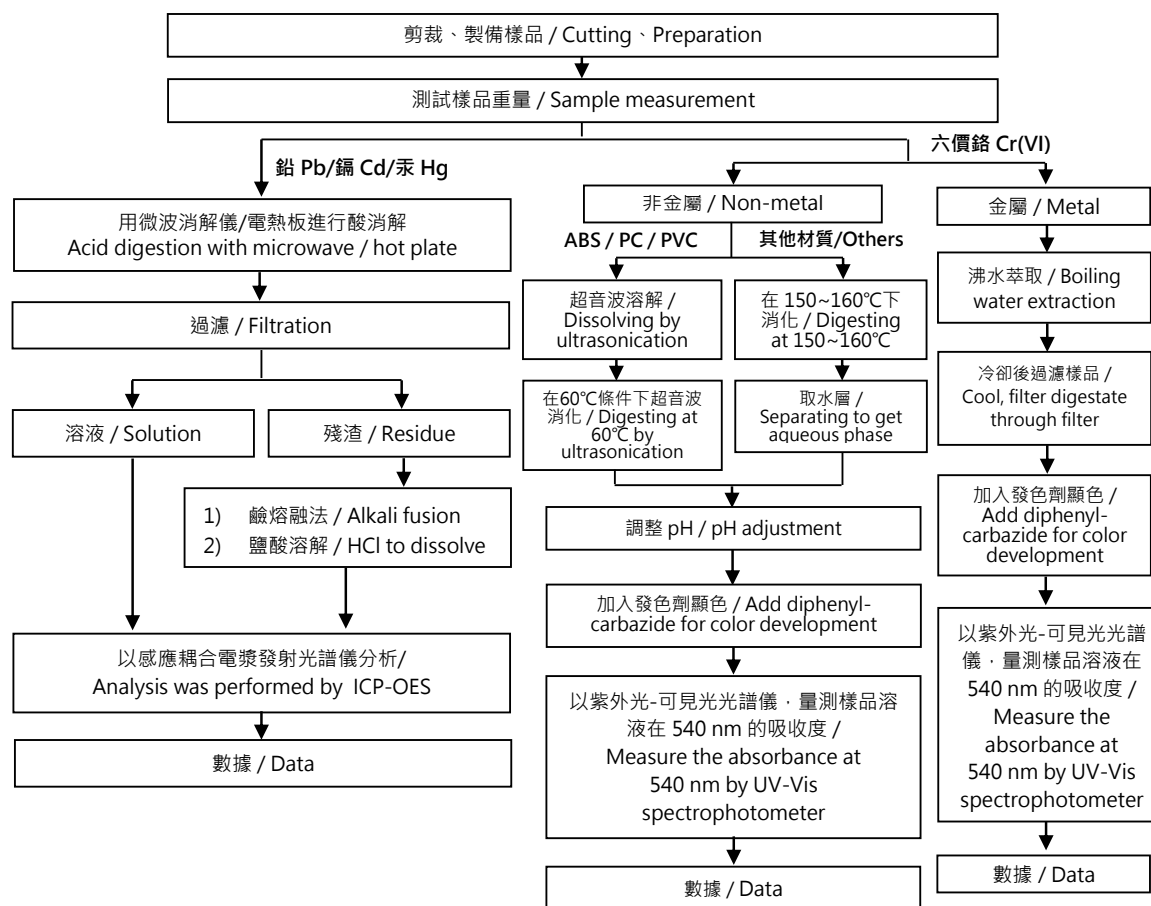 剪裁、製備樣品 / Cutting、Preparation
測試樣品重量 / Sample measurement
鉛 Pb/鎘 Cd/汞 Hg
用微波消解儀/電熱板進行酸消解
Acid digestion with microwave / hot plate
過濾 / Filtration
溶液 / Solution
殘渣 / Residue
1) 鹼熔融法 / Alkali fusion
2) 鹽酸溶解 / HCl to dissolve
以感應耦合電漿發射光譜儀分析/
Analysis was performed by ICP-OES
數據 / Data
六價鉻 Cr(VI)
非金屬 / Non-metal
ABS / PC / PVC
超音波溶解 /
Dissolving by
ultrasonication
在60℃條件下超音波
消化 / Digesting at
60℃ by
ultrasonication
其他材質/Others
在 150~160℃下
消化 / Digesting
at 150~160℃
取水層 /
Separating to get
aqueous phase
調整 pH / pH adjustment
加入發色劑顯色 / Add diphenyl-
carbazide for color development
以紫外光-可見光光譜儀，量測樣品溶
液在 540 nm 的吸收度 /
Measure the absorbance at
540 nm by UV-Vis
spectrophotometer
數據 / Data
金屬 / Metal
沸水萃取 / Boiling
water extraction
冷卻後過濾樣品 /
Cool, filter digestate
through filter
加入發色劑顯色 /
Add diphenyl-
carbazide for color
development
以紫外光-可見光光譜
儀，量測樣品溶液在
540 nm 的吸收度 /
Measure the
absorbance at
540 nm by UV-Vis
spectrophotometer
數據 / Data